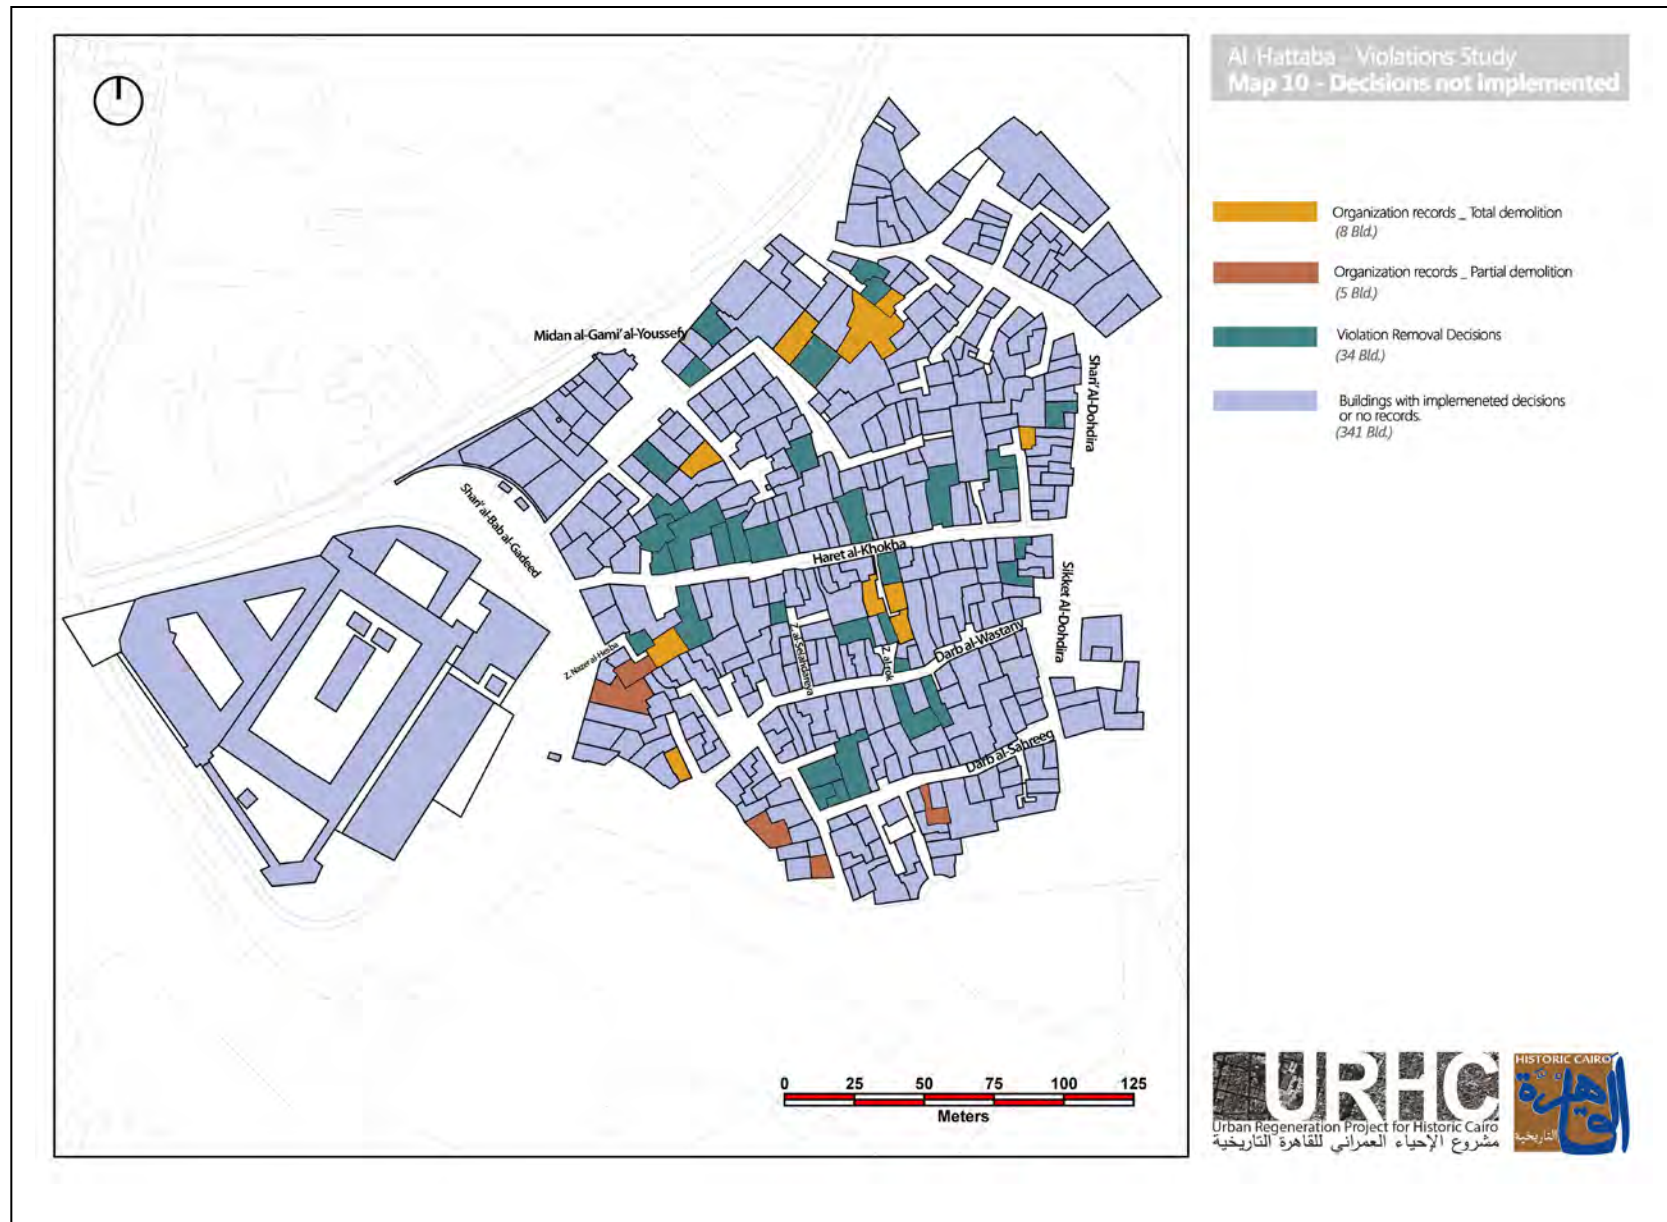 Al-Hattaba - Violations Study
Map 10 - Decisions not implemented
Organization records _ Total demolition
(8 Bld.)
Organization records _ Partial demolition
(5 Bld.)
Violation Removal Decisions
(34 Bld.)
Buildings with implemeneted decisions
or no records.
(341 Bld.)
Midan al-Gami' al-Youssefy
Shari' Al-Dohdira
Shari' al-Bab al-Gadeed
Haret al-Khokha
Sikket Al-Dohdira
Z. Nazer al-Hesba
Z. al-Selahdareya
Z. al-Tok
Darb al-Wastany
Darb al-Sahreeg
0 25 50 75 100 125
Meters
URHC
Urban Regeneration Project for Historic Cairo
مشروع الإحياء العمراني للقاهرة التاريخية
HISTORIC CAIRO
القاهرة
التاريخية